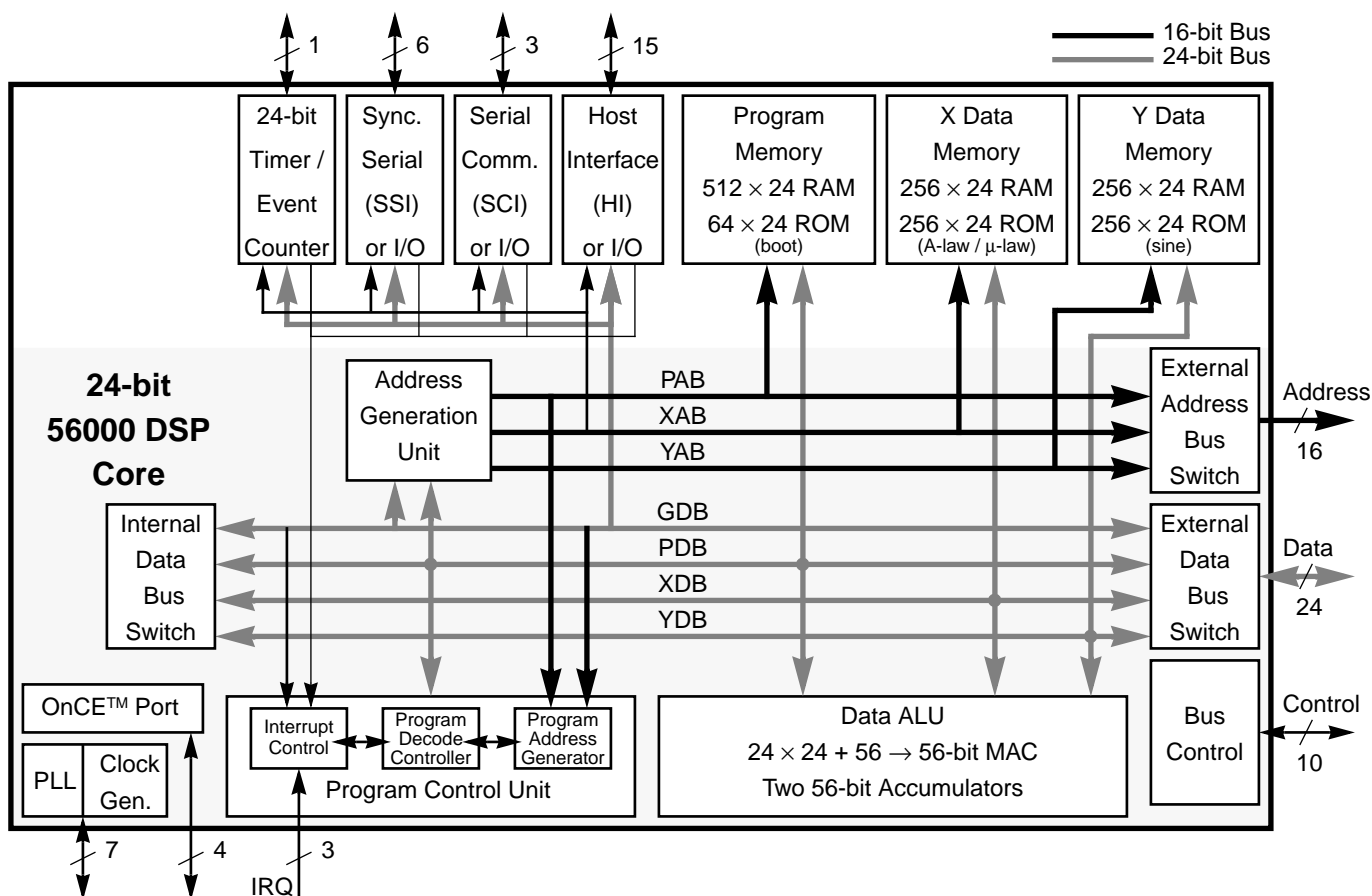 1
6
3
15
16-bit Bus
24-bit Bus
24-bit
Timer /
Event
Counter
Sync.
Serial
(SSI)
or I/O
Serial
Comm.
(SCI)
or I/O
Host
Interface
(HI)
or I/O
Program
Memory
512 × 24 RAM
64 × 24 ROM
(boot)
X Data
Memory
256 × 24 RAM
256 × 24 ROM
(A-law / µ-law)
Y Data
Memory
256 × 24 RAM
256 × 24 ROM
(sine)
24-bit
56000 DSP
Core
Address
Generation
Unit
PAB
XAB
YAB
External
Address
Bus
Switch
Address
16
Internal
Data
Bus
Switch
GDB
PDB
XDB
YDB
External
Data
Bus
Switch
Data
24
OnCE™ Port
PLL
Clock
Gen.
Interrupt
Control
Program
Decode
Controller
Program
Address
Generator
Program Control Unit
Data ALU
24 × 24 + 56 → 56-bit MAC
Two 56-bit Accumulators
Bus
Control
Control
10
7
4
3
IRQ